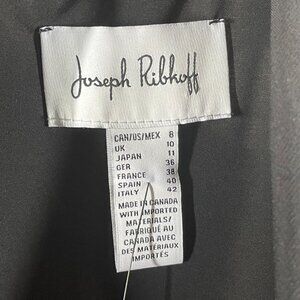 Joseph Ribkoff
CAN/US/MEX 8
UK 10
JAPAN 11
GER 36
FRANCE 38
SPAIN 40
ITALY 42
MADE IN CANADA
WITH IMPORTED
MATERIALS/
FAIT AU
CANADA AVEC
DES MATÉRIAUX
IMPORTÉS